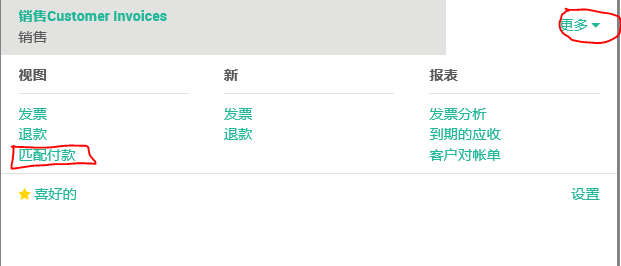 销售Customer Invoices
更多
销售
视图
新
报表
发票
发票
发票分析
退款
退款
到期的应收
匹配付款
客户对帐单
喜好的
设置